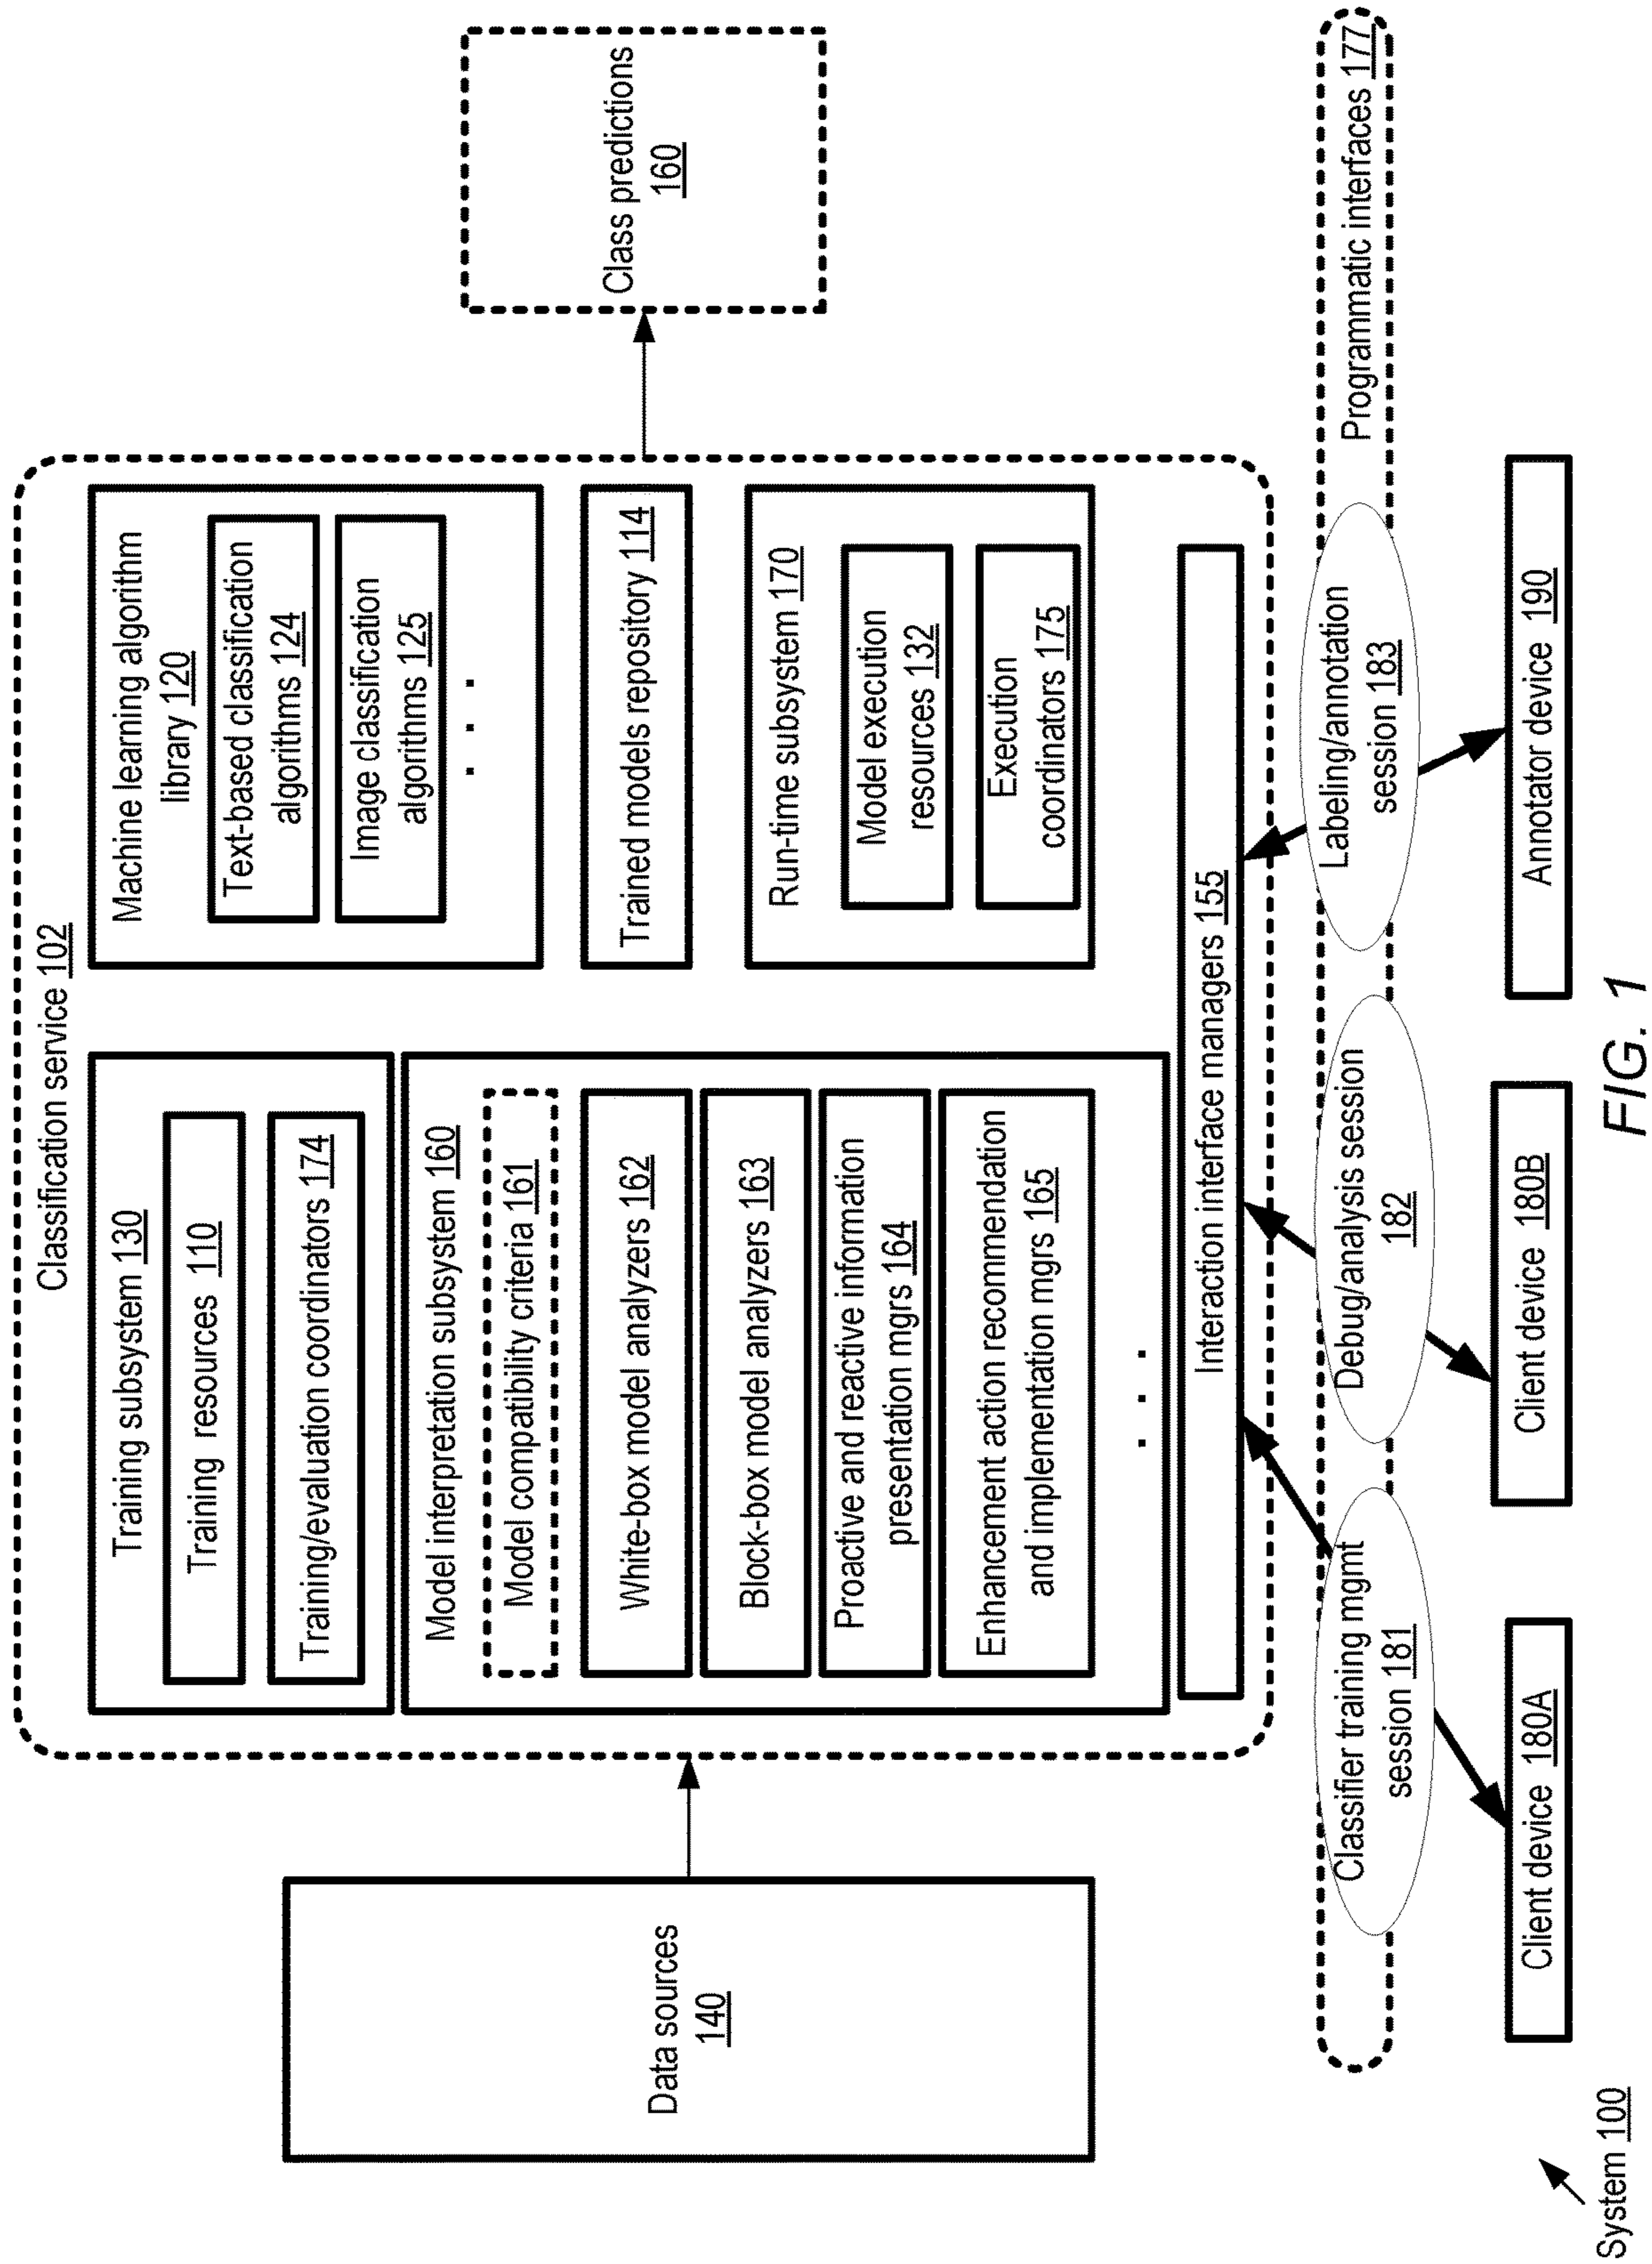 Classification service 102
Training subsystem 130
Training resources 110
Training/evaluation coordinators 174
Model interpretation subsystem 160
Model compatibility criteria 161
White-box model analyzers 162
Block-box model analyzers 163
Proactive and reactive information
presentation mgrs 164
Enhancement action recommendation
and implementation mgrs 165
. . .
Machine learning algorithm
library 120
Text-based classification
algorithms 124
Image classification
algorithms 125
. . .
Trained models repository 114
Run-time subsystem 170
Model execution
resources 132
Execution
coordinators 175
Interaction interface managers 155
Data sources
140
Class predictions
160
Classifier training mgmt
session 181
Debug/analysis session
182
Labeling/annotation
session 183
Programmatic interfaces 177
Client device 180A
Client device 180B
Annotator device 190
System 100
FIG. 1